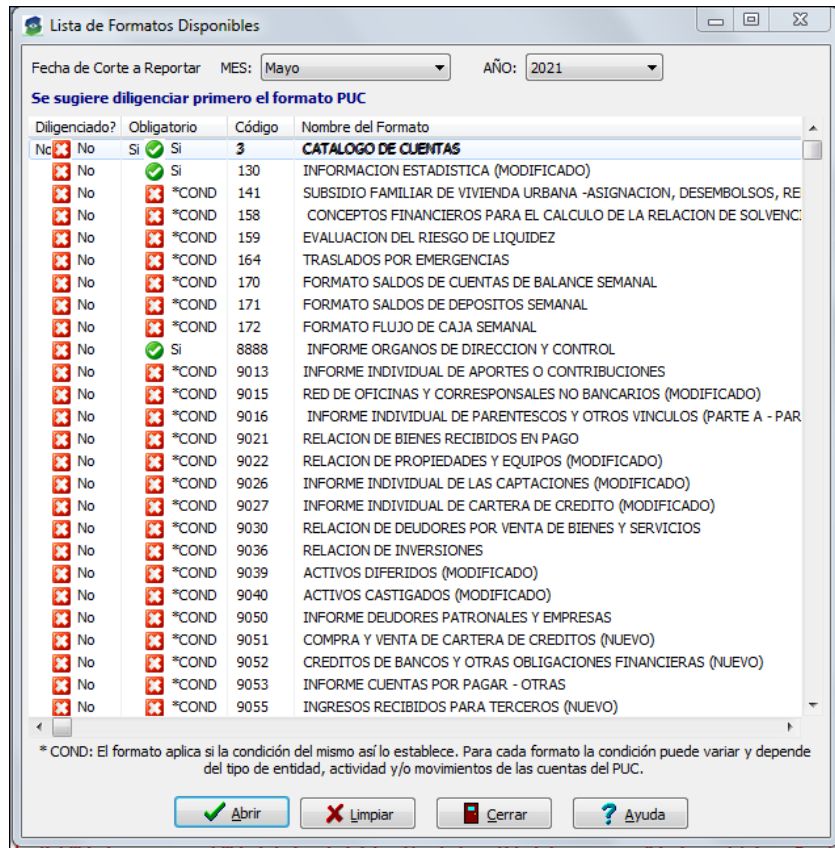 Lista de Formatos Disponibles
Fecha de Corte a Reportar MES: Mayo AÑO: 2021
Se sugiere diligenciar primero el formato PUC
Diligenciado? Obligatorio Código Nombre del Formato
No No Si Si 3 CATALOGO DE CUENTAS
No Si 130 INFORMACION ESTADISTICA (MODIFICADO)
No *COND 141 SUBSIDIO FAMILIAR DE VIVIENDA URBANA -ASIGNACION, DESEMBOLSOS, RE
No *COND 158 CONCEPTOS FINANCIEROS PARA EL CALCULO DE LA RELACION DE SOLVENC
No *COND 159 EVALUACION DEL RIESGO DE LIQUIDEZ
No *COND 164 TRASLADOS POR EMERGENCIAS
No *COND 170 FORMATO SALDOS DE CUENTAS DE BALANCE SEMANAL
No *COND 171 FORMATO SALDOS DE DEPOSITOS SEMANAL
No *COND 172 FORMATO FLUJO DE CAJA SEMANAL
No Si 8888 INFORME ORGANOS DE DIRECCION Y CONTROL
No *COND 9013 INFORME INDIVIDUAL DE APORTES O CONTRIBUCIONES
No *COND 9015 RED DE OFICINAS Y CORRESPONSALES NO BANCARIOS (MODIFICADO)
No *COND 9016 INFORME INDIVIDUAL DE PARENTESCOS Y OTROS VINCULOS (PARTE A - PAR
No *COND 9021 RELACION DE BIENES RECIBIDOS EN PAGO
No *COND 9022 RELACION DE PROPIEDADES Y EQUIPOS (MODIFICADO)
No *COND 9026 INFORME INDIVIDUAL DE LAS CAPTACIONES (MODIFICADO)
No *COND 9027 INFORME INDIVIDUAL DE CARTERA DE CREDITO (MODIFICADO)
No *COND 9030 RELACION DE DEUDORES POR VENTA DE BIENES Y SERVICIOS
No *COND 9036 RELACION DE INVERSIONES
No *COND 9039 ACTIVOS DIFERIDOS (MODIFICADO)
No *COND 9040 ACTIVOS CASTIGADOS (MODIFICADO)
No *COND 9050 INFORME DEUDORES PATRONALES Y EMPRESAS
No *COND 9051 COMPRA Y VENTA DE CARTERA DE CREDITOS (NUEVO)
No *COND 9052 CREDITOS DE BANCOS Y OTRAS OBLIGACIONES FINANCIERAS (NUEVO)
No *COND 9053 INFORME CUENTAS POR PAGAR - OTRAS
No *COND 9055 INGRESOS RECIBIDOS PARA TERCEROS (NUEVO)
* COND: El formato aplica si la condición del mismo así lo establece. Para cada formato la condición puede variar y depende
del tipo de entidad, actividad y/o movimientos de las cuentas del PUC.
Abrir Limpiar Cerrar Ayuda